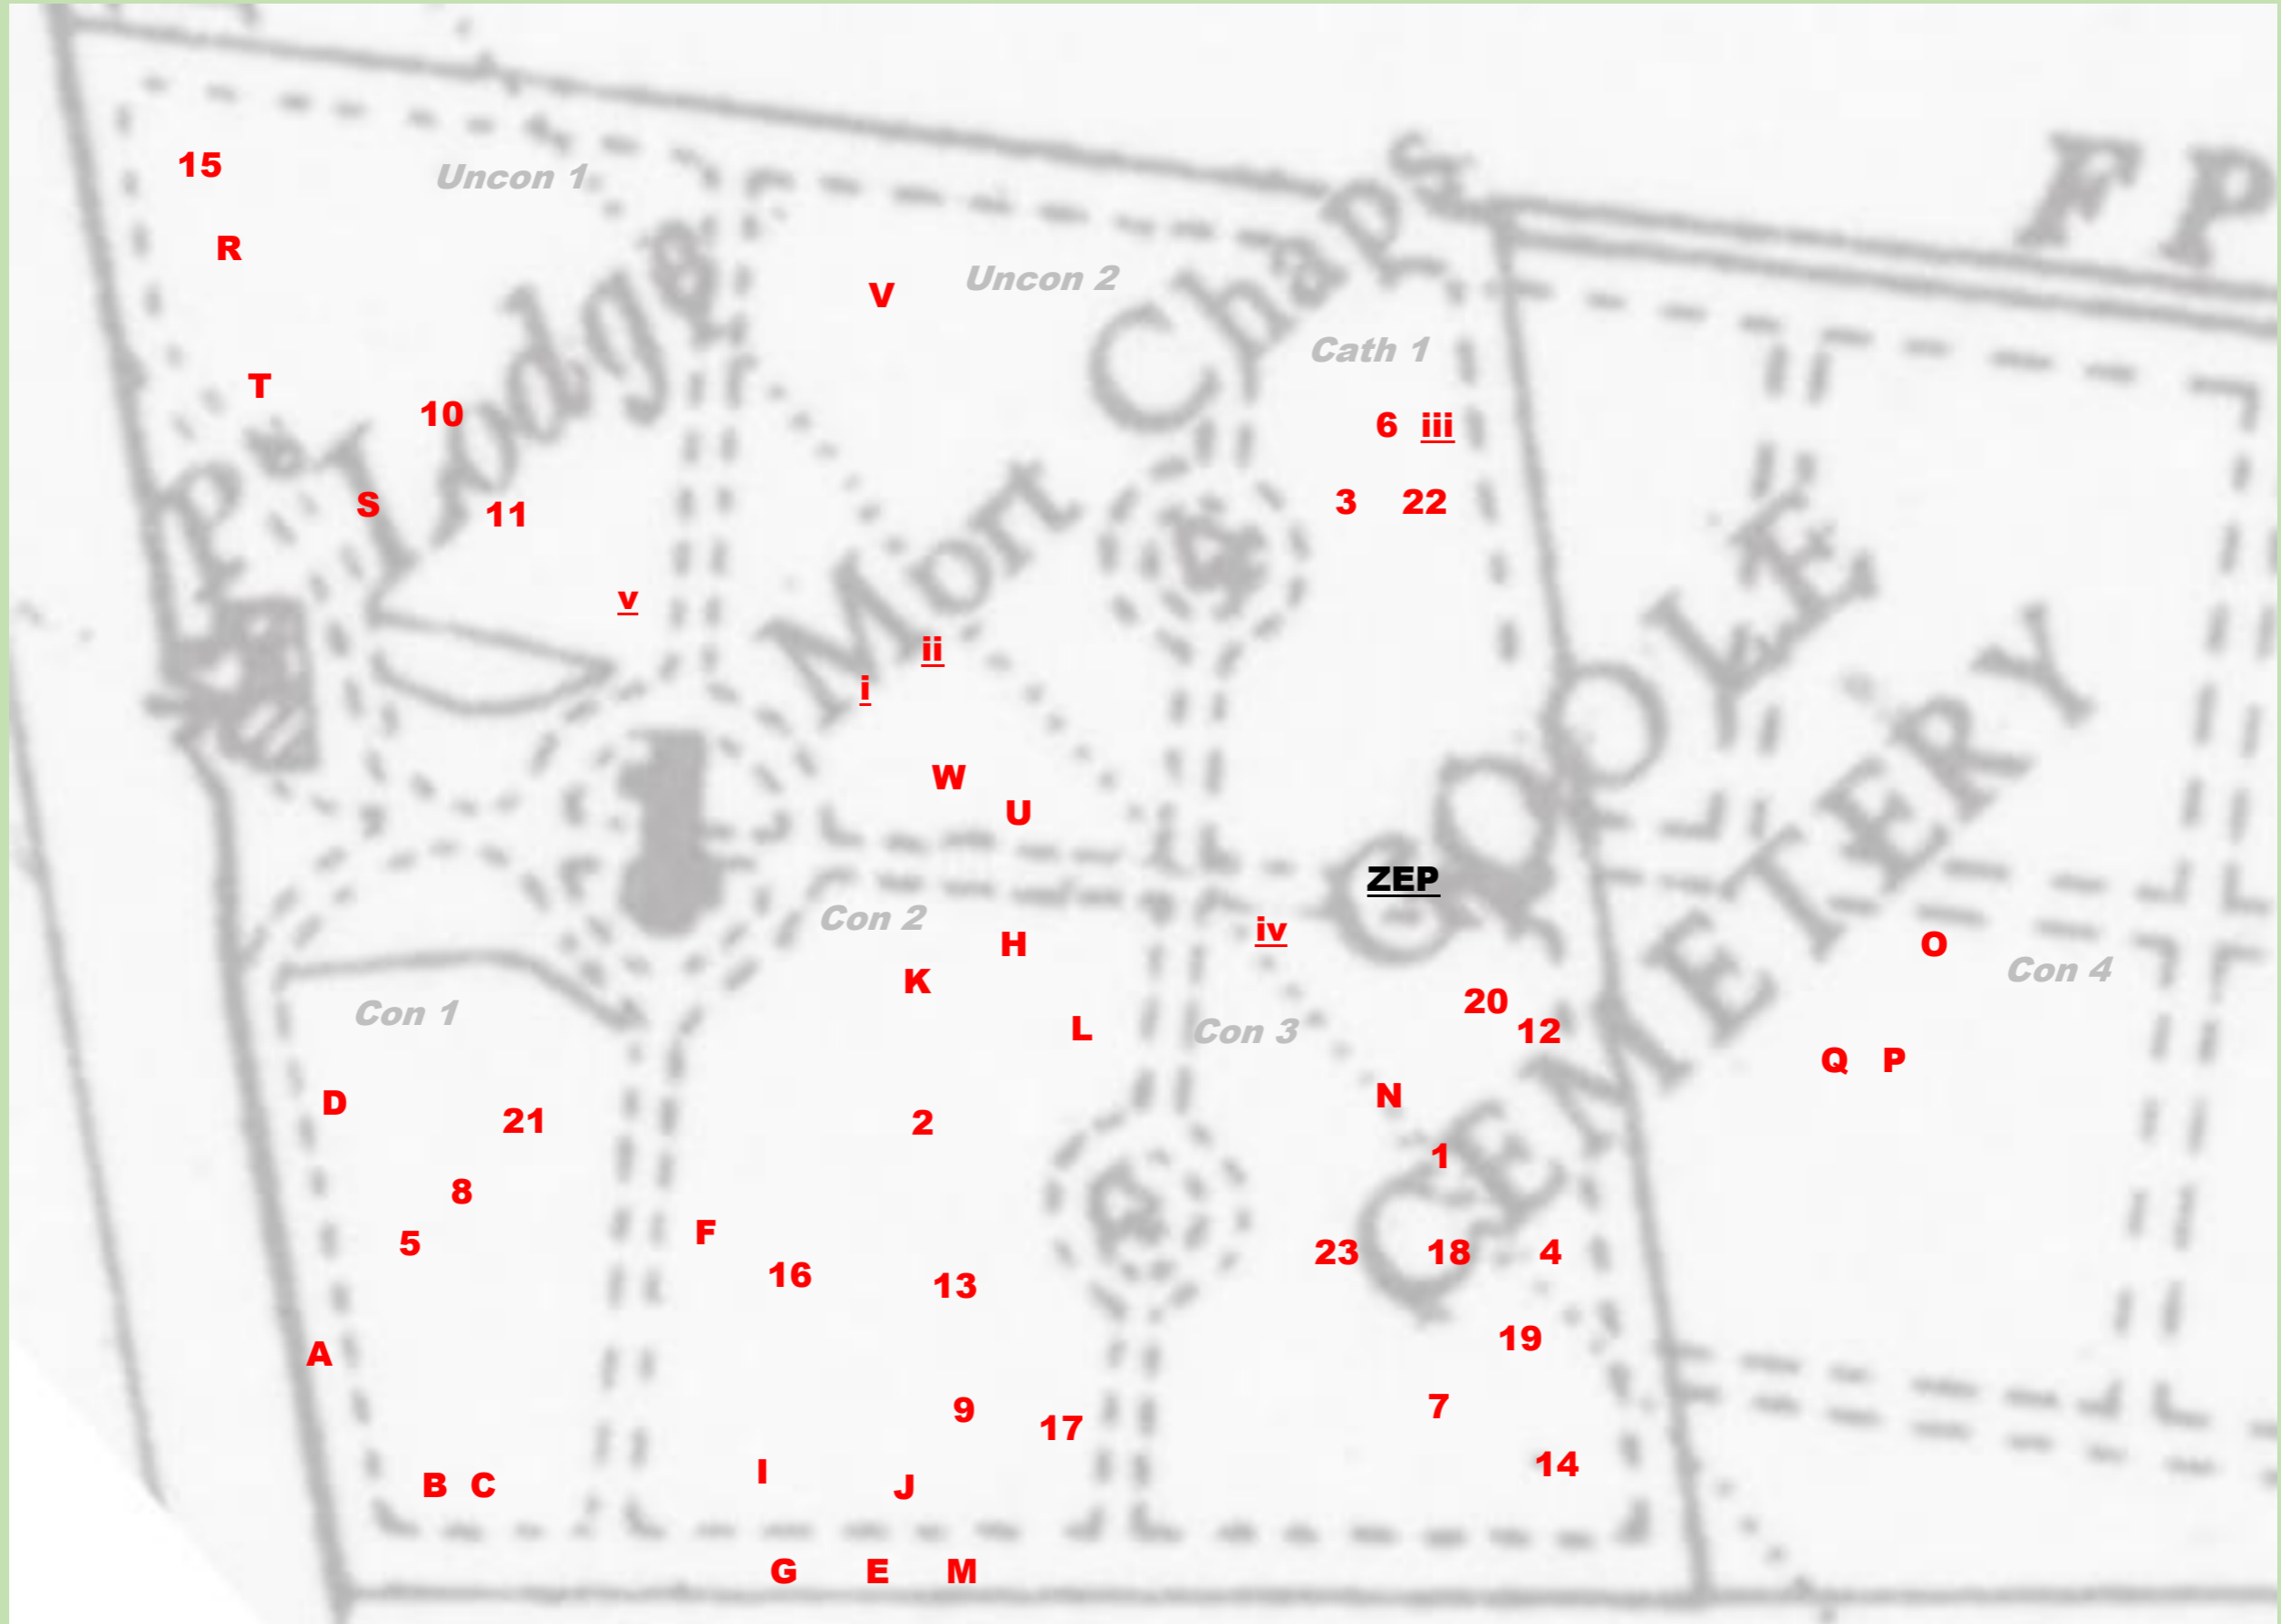 F P
15
Uncon 1
R
Uncon 2
V
Cath 1
T
10
6 iii
S
11
3 22
P
Lodge
Mort Chaps
v
ii
i
W
U
GOOLE
CEMETERY
ZEP
Con 2
iv
H
O
K
Con 4
20
Con 1
L
Con 3
12
Q P
N
D
21
2
1
8
F
5
23 18 4
16
13
19
A
7
9
17
14
I
B C
J
G E M